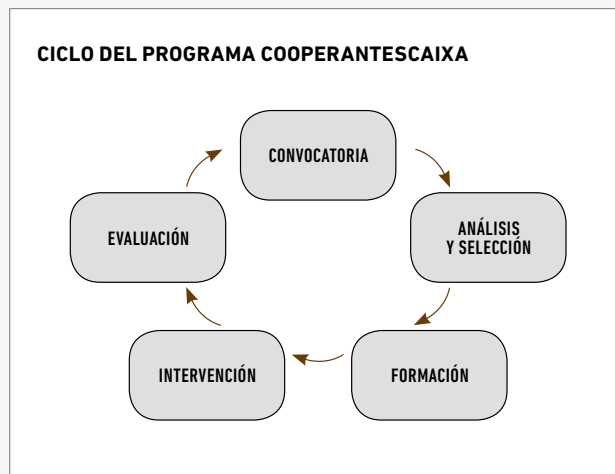 CICLO DEL PROGRAMA COOPERANTESCAIXA
CONVOCATORIA
ANÁLISIS
Y SELECCIÓN
FORMACIÓN
INTERVENCIÓN
EVALUACIÓN